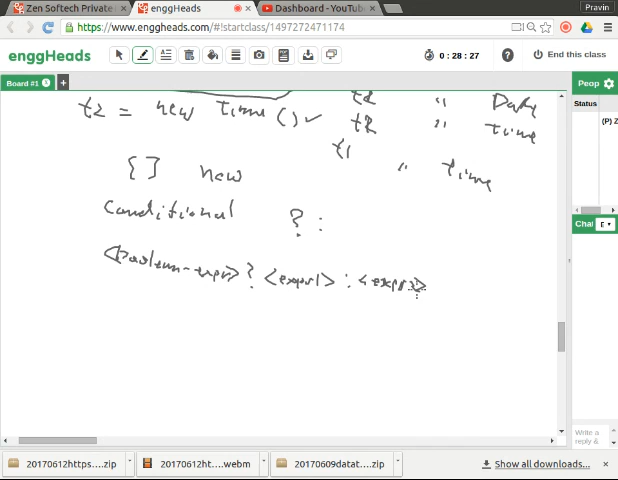 Pravin
Zen Softech Private
enggHeads
Dashboard - YouTub
https://www.enggheads.com/#!startclass/1497272471174
enggHeads
0 : 28 : 27
?
End this class
Board #1
+
Peop
Status
(P) Z
t2 = new time()
t2 " Date
t2 " time
t1 " time
[ ] new
Conditional ? :
<boolean-expr> ? <expr1> : <expr2>
Chat
E
Write a
reply &
20170612https....zip
20170612ht....webm
20170609datat....zip
Show all downloads...